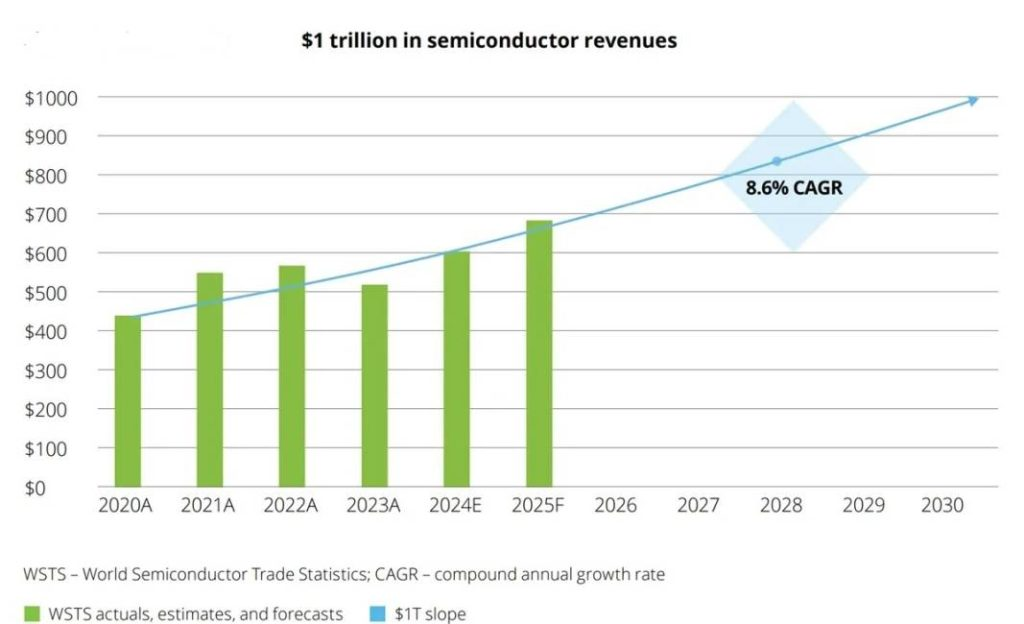 $1 trillion in semiconductor revenues
$1000
$900
$800
$700
$600
$500
$400
$300
$200
$100
$0
8.6% CAGR
2020A 2021A 2022A 2023A 2024E 2025F 2026 2027 2028 2029 2030
WSTS – World Semiconductor Trade Statistics; CAGR – compound annual growth rate
WSTS actuals, estimates, and forecasts $1T slope